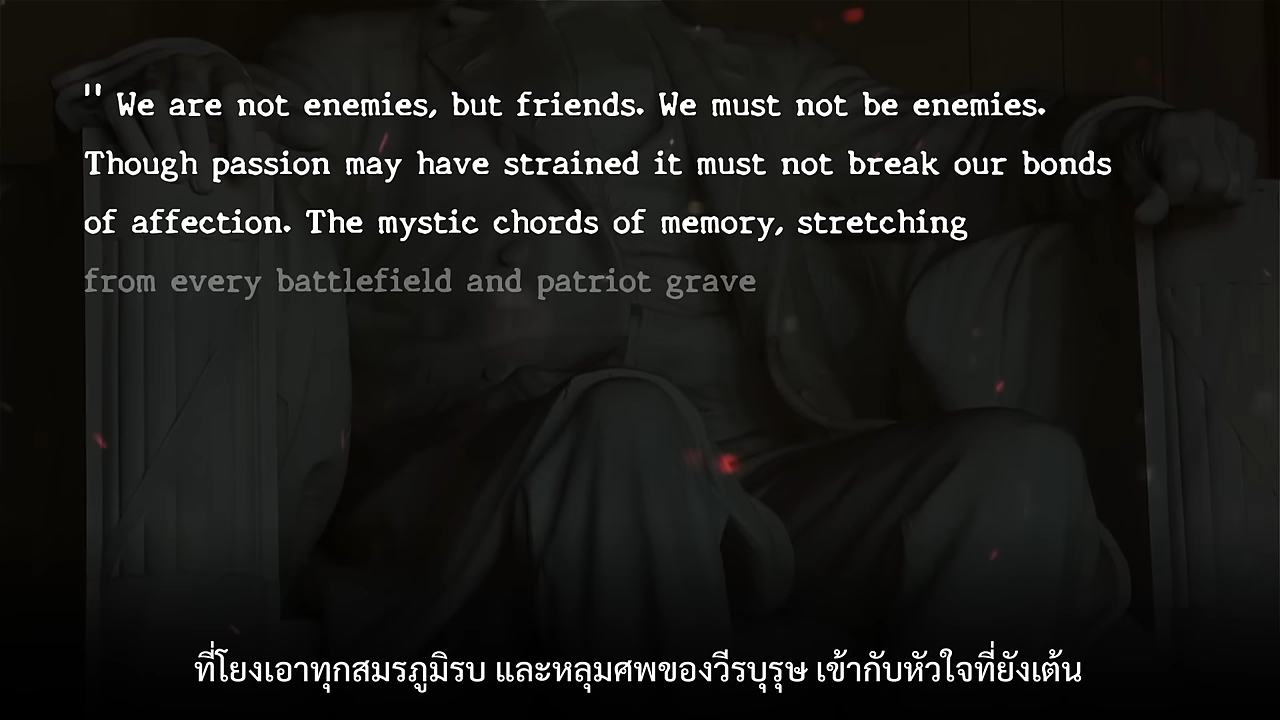 " We are not enemies, but friends. We must not be enemies.
Though passion may have strained it must not break our bonds
of affection. The mystic chords of memory, stretching
from every battlefield and patriot grave
ที่โยงเอาทุกสมรภูมิรบ และหลุมศพของวีรบุรุษ เข้ากับหัวใจที่ยังเต้น